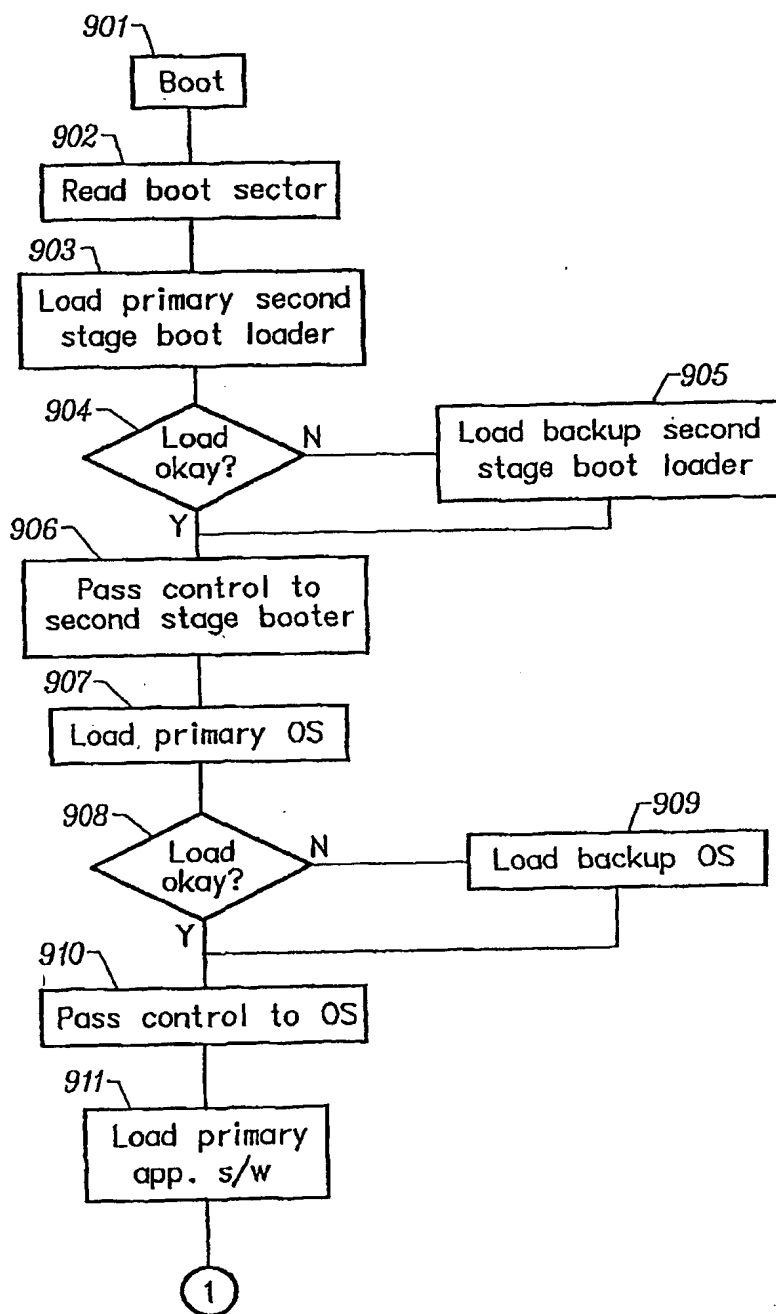 901
Boot
902
Read boot sector
903
Load primary second
stage boot loader
904
Load
okay?
N
Y
905
Load backup second
stage boot loader
906
Pass control to
second stage booter
907
Load primary OS
908
Load
okay?
N
Y
909
Load backup OS
910
Pass control to OS
911
Load primary
app. s/w
1